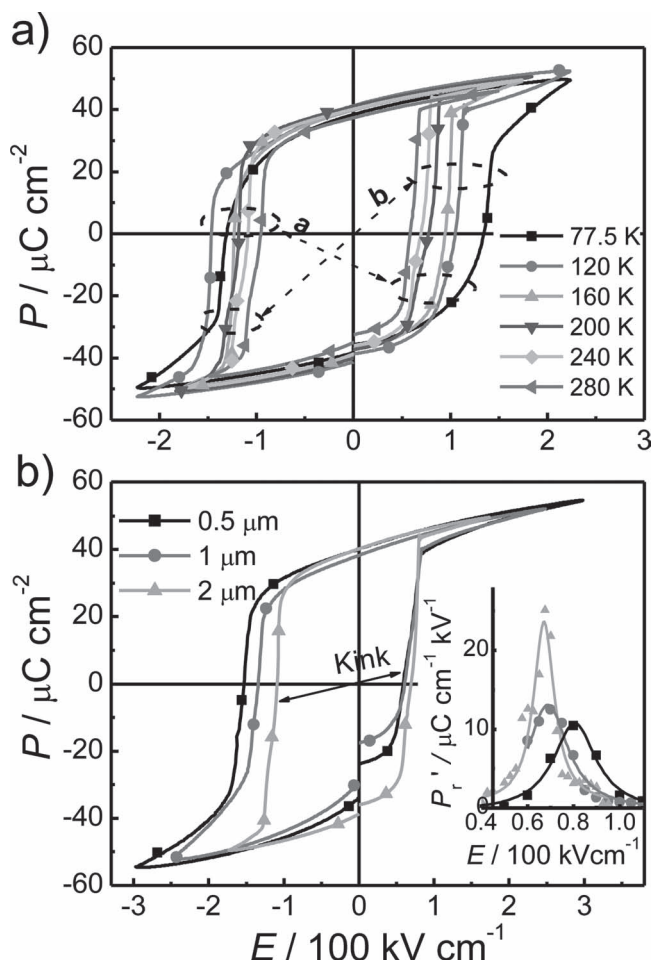 a)
60
40
20
0
-20
-40
-60
P / μC cm-2
a
b
77.5 K
120 K
160 K
200 K
240 K
280 K
-2 -1 0 1 2 3
b)
60
40
20
0
-20
-40
-60
P / μC cm-2
0.5 μm
1 μm
2 μm
Kink
20
10
0
Pr' / μC cm-1 kV-1
0.4 0.6 0.8 1.0
E / 100 kVcm-1
-3 -2 -1 0 1 2 3
E / 100 kV cm-1